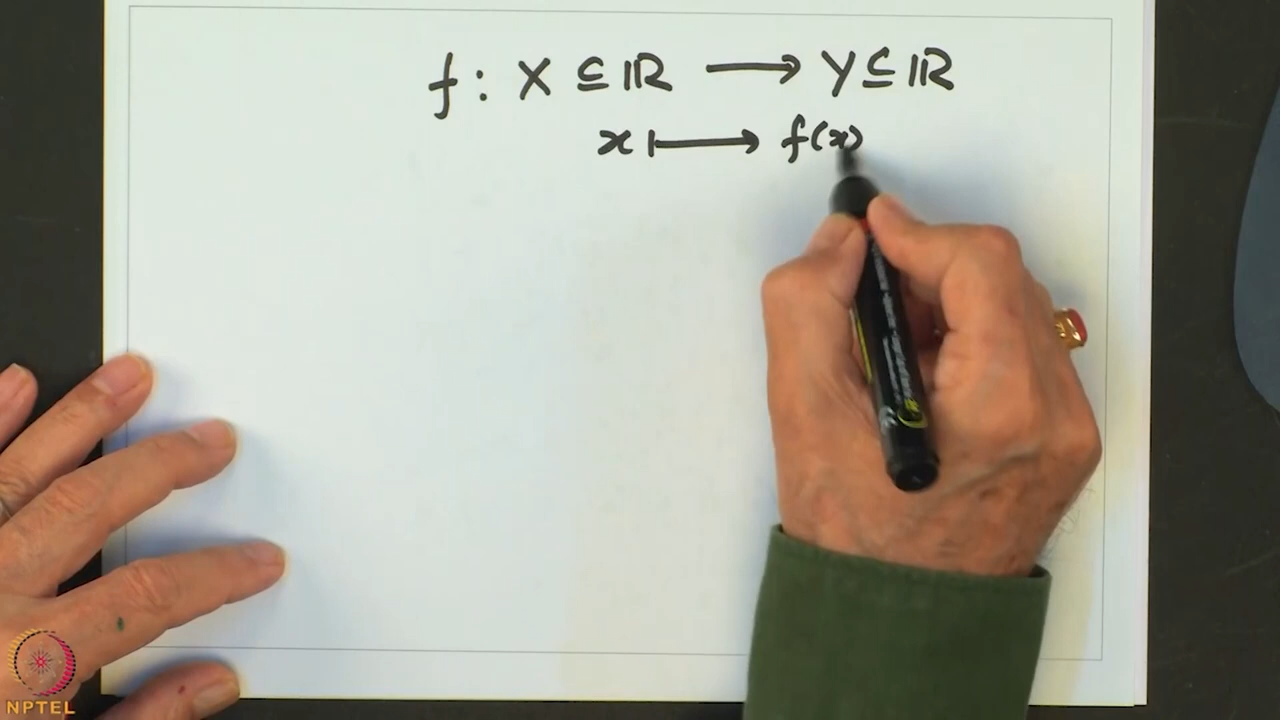 f : X ⊆ ℝ ⟶ Y ⊆ ℝ
x ⟼ f(x)
NPTEL